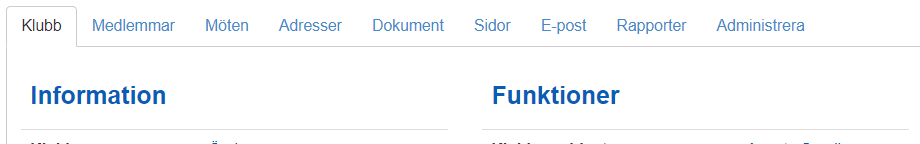 Klubb Medlemmar Möten Adresser Dokument Sidor E-post Rapporter Administrera
Information Funktioner